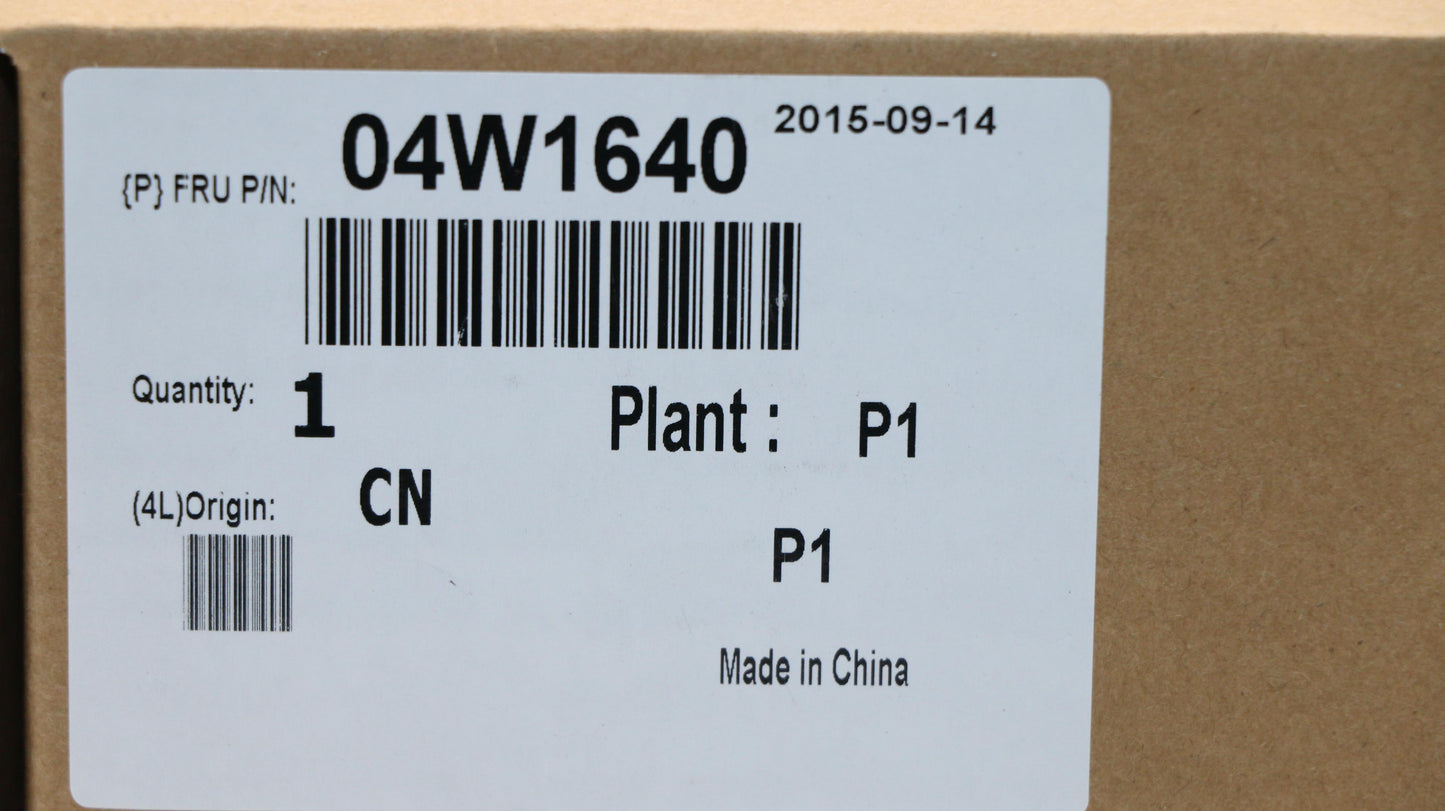 04W1640 2015-09-14
{P} FRU P/N:
Quantity: 1 Plant : P1
(4L)Origin: CN
P1
Made in China